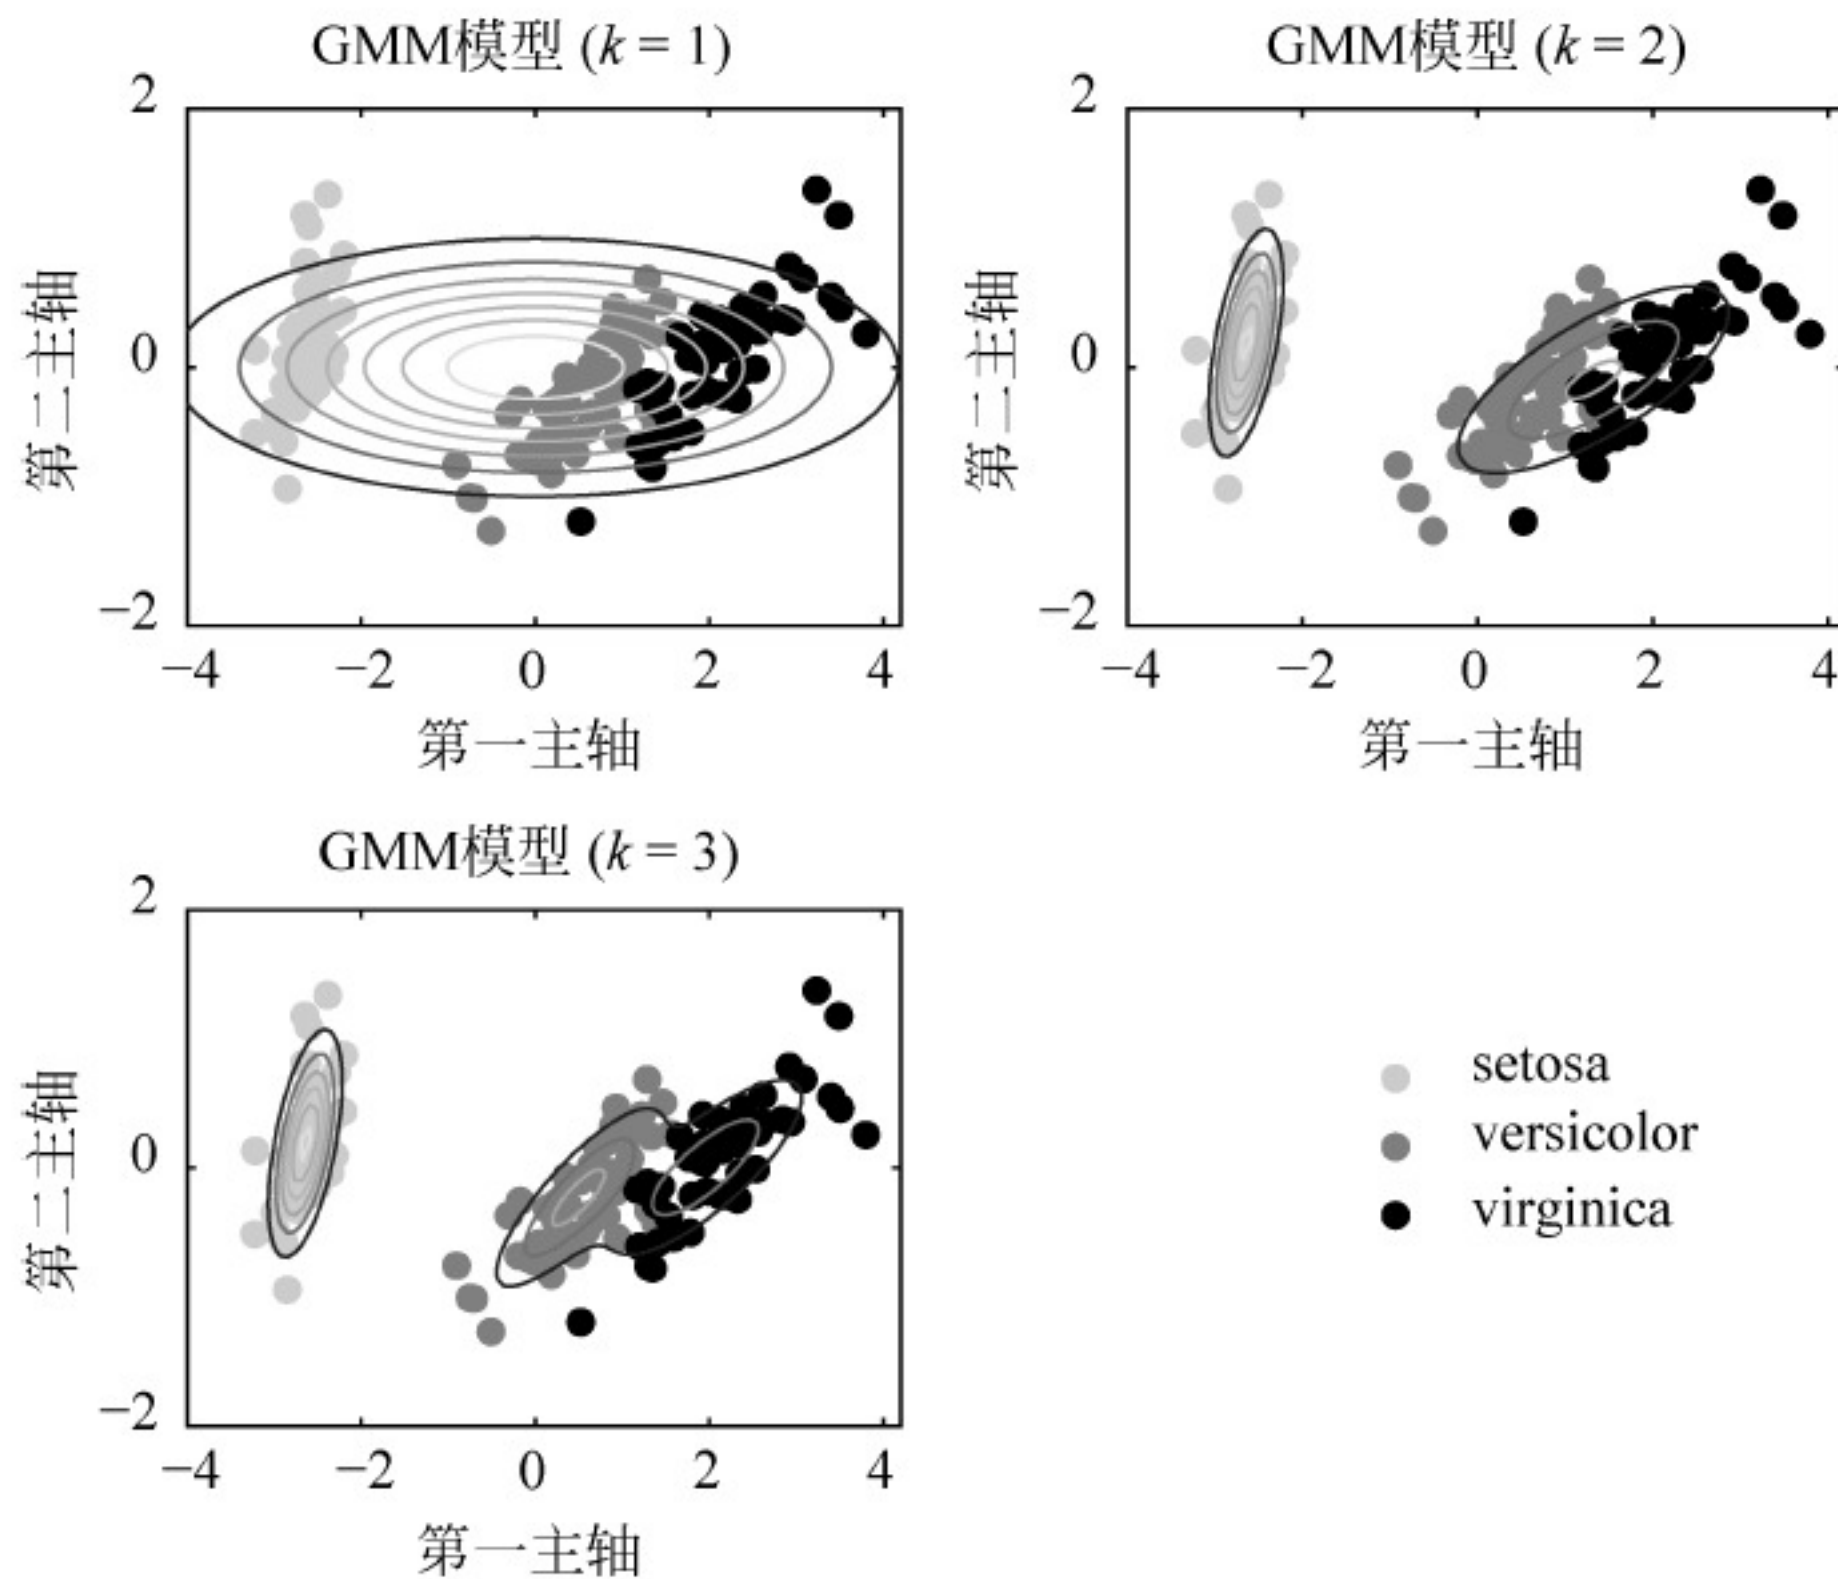 GMM模型 (k = 1)
2
0
−2
−4 −2 0 2 4
第二主轴
第一主轴
GMM模型 (k = 2)
2
0
−2
−4 −2 0 2 4
第二主轴
第一主轴
GMM模型 (k = 3)
2
0
−2
−4 −2 0 2 4
第二主轴
第一主轴
setosa
versicolor
virginica